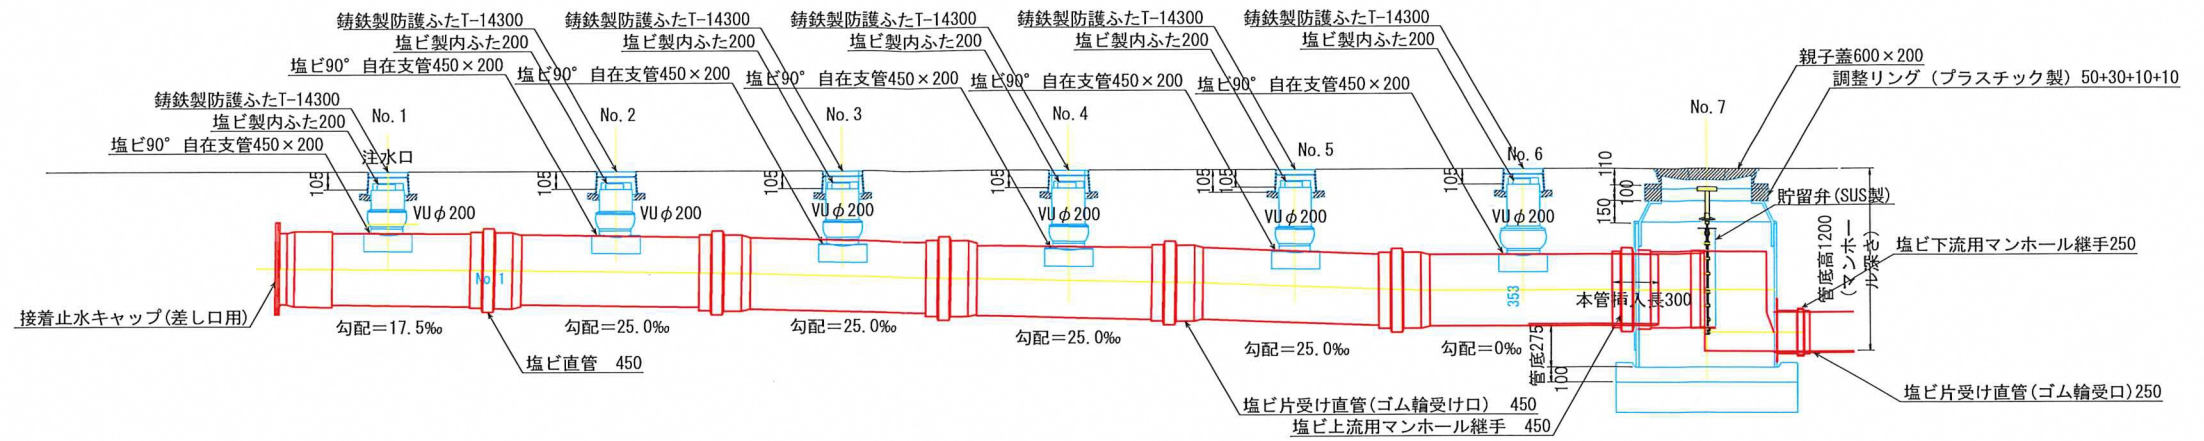 鋳鉄製防護ふたT-14300
塩ビ製内ふた200
塩ビ90° 自在支管450×200
鋳鉄製防護ふたT-14300
塩ビ製内ふた200
塩ビ90° 自在支管450×200
鋳鉄製防護ふたT-14300
塩ビ製内ふた200
塩ビ90° 自在支管450×200
鋳鉄製防護ふたT-14300
塩ビ製内ふた200
塩ビ90° 自在支管450×200
鋳鉄製防護ふたT-14300
塩ビ製内ふた200
塩ビ90° 自在支管450×200
鋳鉄製防護ふたT-14300
塩ビ製内ふた200
塩ビ90° 自在支管450×200
親子蓋600×200
調整リング (プラスチック製) 50+30+10+10
No.1
No.2
No.3
No.4
No.5
No.6
No.7
注水口
105
105
105
105
105
105
105
110
100
150
VUφ200
VUφ200
VUφ200
VUφ200
VUφ200
VUφ200
貯留弁(SUS製)
管底高1200
(マンホー
ル深さ)
塩ビ下流用マンホール継手250
No.1
353
本管挿入長300
接着止水キャップ(差し口用)
勾配=17.5‰
勾配=25.0‰
勾配=25.0‰
勾配=25.0‰
勾配=25.0‰
勾配=0‰
管底275
100
塩ビ直管 450
塩ビ片受け直管(ゴム輪受け口) 450
塩ビ上流用マンホール継手 450
塩ビ片受け直管(ゴム輪受口)250